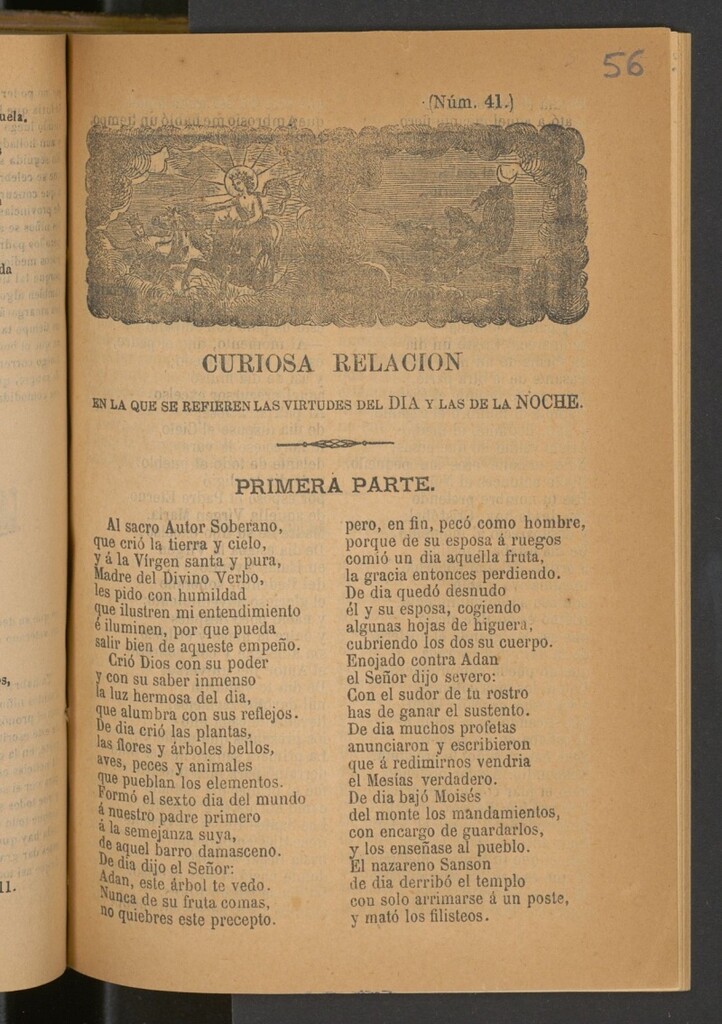 56
(Núm. 41.)
CURIOSA RELACION
EN LA QUE SE REFIEREN LAS VIRTUDES DEL DIA Y LAS DE LA NOCHE.
PRIMERA PARTE.
Al sacro Autor Soberano,
que crió la tierra y cielo,
y á la Vírgen santa y pura,
Madre del Divino Verbo,
les pido con humildad
que ilustren mi entendimiento
é iluminen, por que pueda
salir bien de aqueste empeño.
Crió Dios con su poder
y con su saber inmenso
la luz hermosa del dia,
que alumbra con sus reflejos.
De dia crió las plantas,
las flores y árboles bellos,
aves, peces y animales
que pueblan los elementos.
Formó el sexto dia del mundo
á nuestro padre primero
á la semejanza suya,
de aquel barro damasceno.
De dia dijo el Señor:
Adan, este árbol te vedo.
Nunca de su fruta comas,
no quiebres este precepto.
pero, en fin, pecó como hombre,
porque de su esposa á ruegos
comió un dia aquella fruta,
la gracia entonces perdiendo.
De dia quedó desnudo
él y su esposa, cogiendo
algunas hojas de higuera,
cubriendo los dos su cuerpo.
Enojado contra Adan
el Señor dijo severo:
Con el sudor de tu rostro
has de ganar el sustento.
De dia muchos profetas
anunciaron y escribieron
que á redimirnos vendria
el Mesías verdadero.
De dia bajó Moisés
del monte los mandamientos,
con encargo de guardarlos,
y los enseñase al pueblo.
El nazareno Sanson
de dia derribó el templo
con solo arrimarse á un poste,
y mató los filisteos.